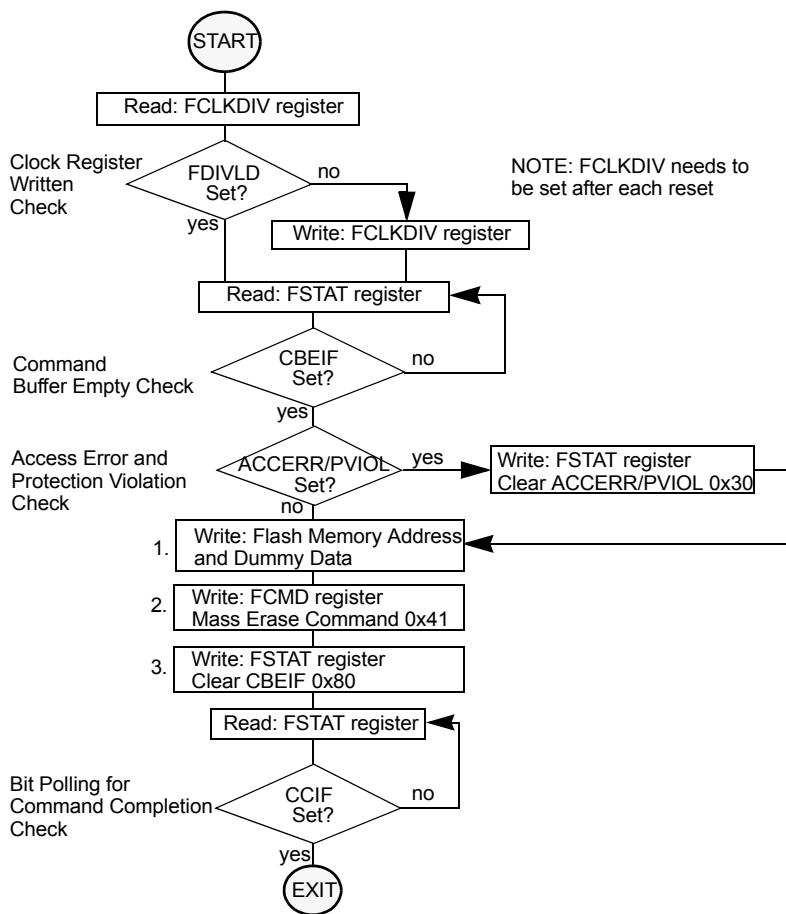 START
Read: FCLKDIV register
Clock Register
Written
Check
FDIVLD
Set?
no
yes
NOTE: FCLKDIV needs to
be set after each reset
Write: FCLKDIV register
Read: FSTAT register
Command
Buffer Empty Check
CBEIF
Set?
no
yes
Access Error and
Protection Violation
Check
ACCERR/PVIOL
Set?
yes
no
Write: FSTAT register
Clear ACCERR/PVIOL 0x30
1.
Write: Flash Memory Address
and Dummy Data
2.
Write: FCMD register
Mass Erase Command 0x41
3.
Write: FSTAT register
Clear CBEIF 0x80
Read: FSTAT register
Bit Polling for
Command Completion
Check
CCIF
Set?
no
yes
EXIT